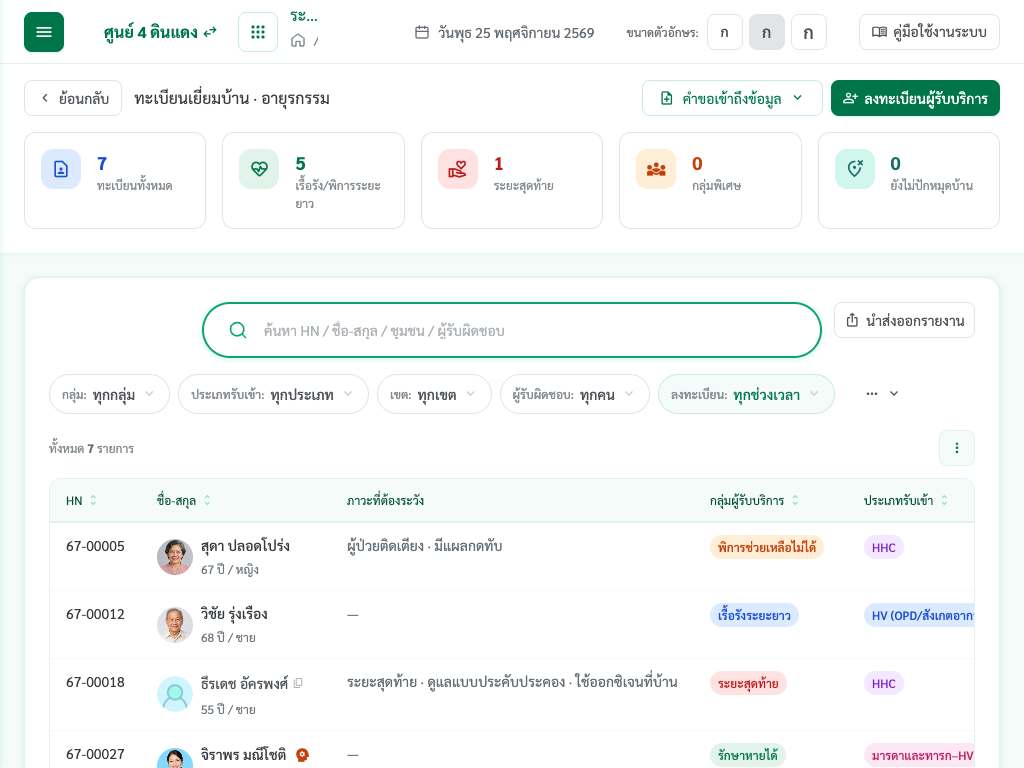 ศูนย์ 4 ดินแดง
ระ...
/
วันพุธ 25 พฤศจิกายน 2569
ขนาดตัวอักษร:
ก
ก
ก
คู่มือใช้งานระบบ
ย้อนกลับ
ทะเบียนเยี่ยมบ้าน · อายุรกรรม
คำขอเข้าถึงข้อมูล
ลงทะเบียนผู้รับบริการ
7
ทะเบียนทั้งหมด
5
เรื้อรัง/พิการระยะ
ยาว
1
ระยะสุดท้าย
0
กลุ่มพิเศษ
0
ยังไม่ปักหมุดบ้าน
ค้นหา HN / ชื่อ-สกุล / ชุมชน / ผู้รับผิดชอบ
นำส่งออกรายงาน
กลุ่ม: ทุกกลุ่ม
ประเภทรับเข้า: ทุกประเภท
เขต: ทุกเขต
ผู้รับผิดชอบ: ทุกคน
ลงทะเบียน: ทุกช่วงเวลา
ทั้งหมด 7 รายการ
HN
ชื่อ-สกุล
ภาวะที่ต้องระวัง
กลุ่มผู้รับบริการ
ประเภทรับเข้า
67-00005
สุดา ปลอดโปร่ง
67 ปี / หญิง
ผู้ป่วยติดเตียง · มีแผลกดทับ
พิการช่วยเหลือไม่ได้
HHC
67-00012
วิชัย รุ่งเรือง
68 ปี / ชาย
—
เรื้อรังระยะยาว
HV (OPD/สังเกตอาก
67-00018
ธีรเดช อัครพงศ์
55 ปี / ชาย
ระยะสุดท้าย · ดูแลแบบประคับประคอง · ใช้ออกซิเจนที่บ้าน
ระยะสุดท้าย
HHC
67-00027
จิราพร มณีโชติ
—
รักษาหายได้
มารดาและทารก–HV